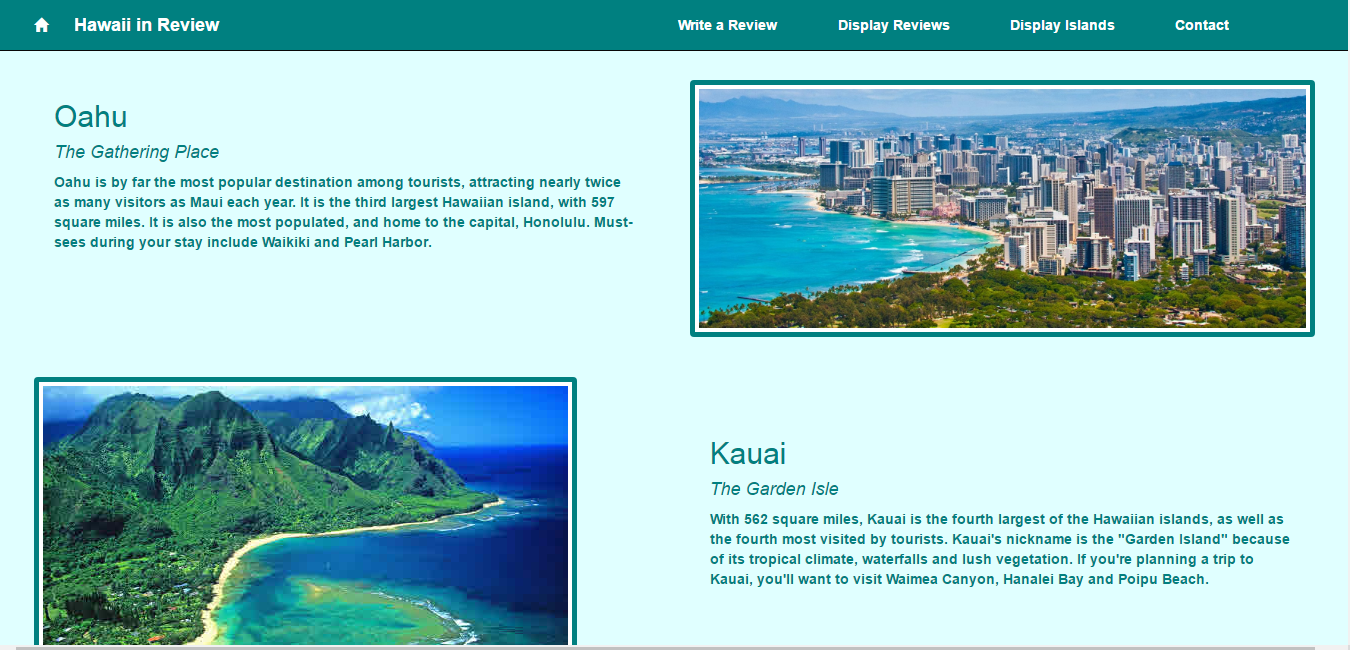 Hawaii in Review
Write a Review
Display Reviews
Display Islands
Contact
Oahu
The Gathering Place
Oahu is by far the most popular destination among tourists, attracting nearly twice
as many visitors as Maui each year. It is the third largest Hawaiian island, with 597
square miles. It is also the most populated, and home to the capital, Honolulu. Must-
sees during your stay include Waikiki and Pearl Harbor.
Kauai
The Garden Isle
With 562 square miles, Kauai is the fourth largest of the Hawaiian islands, as well as
the fourth most visited by tourists. Kauai's nickname is the "Garden Island" because
of its tropical climate, waterfalls and lush vegetation. If you're planning a trip to
Kauai, you'll want to visit Waimea Canyon, Hanalei Bay and Poipu Beach.